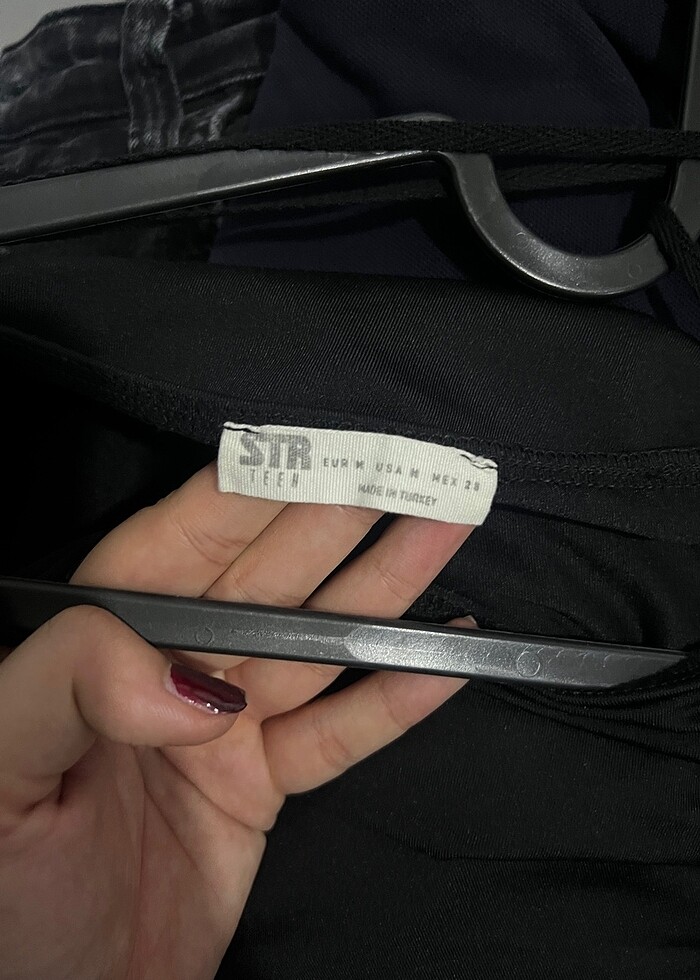 STR
TEEN
EUR M USA M MEX 28
MADE IN TURKEY